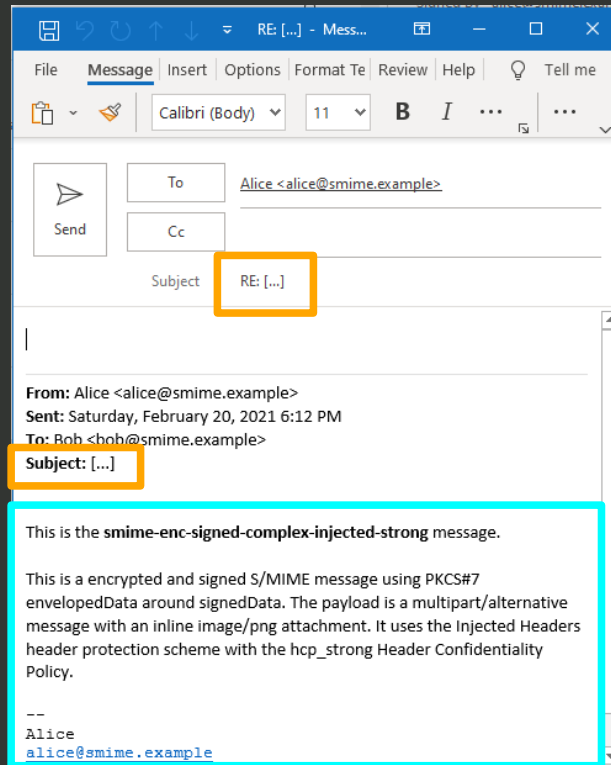 RE: [...] - Mess...
File Message Insert Options Format Te Review Help Tell me
Calibri (Body) 11 B I ... ...
To Alice <alice@smime.example>
Send
Cc
Subject RE: [...]
From: Alice <alice@smime.example>
Sent: Saturday, February 20, 2021 6:12 PM
To: Bob <bob@smime.example>
Subject: [...]
This is the smime-enc-signed-complex-injected-strong message.
This is a encrypted and signed S/MIME message using PKCS#7
envelopedData around signedData. The payload is a multipart/alternative
message with an inline image/png attachment. It uses the Injected Headers
header protection scheme with the hcp_strong Header Confidentiality
Policy.
--
Alice
alice@smime.example